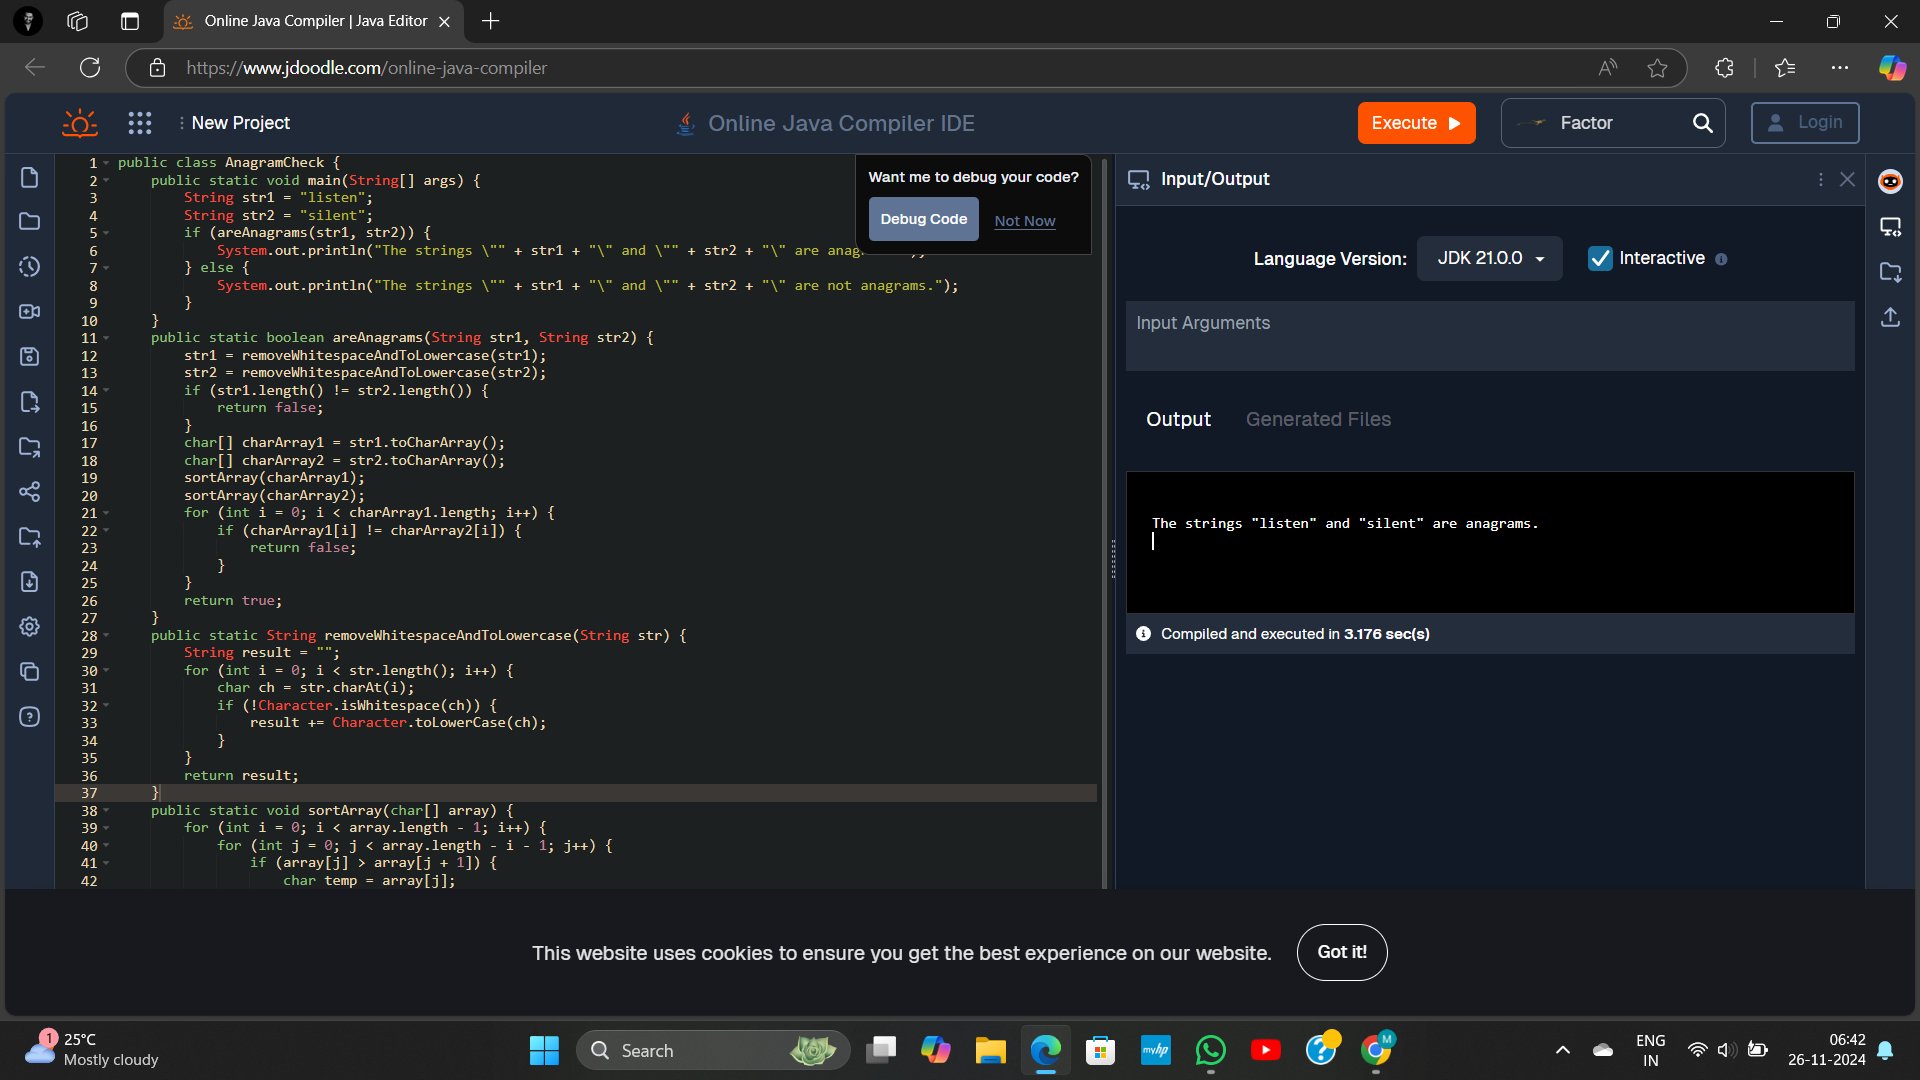 Online Java Compiler | Java Editor
https://www.jdoodle.com/online-java-compiler
New Project
Online Java Compiler IDE
Execute
Factor
Login
1 public class AnagramCheck {
2 public static void main(String[] args) {
3 String str1 = "listen";
4 String str2 = "silent";
5 if (areAnagrams(str1, str2)) {
6 System.out.println("The strings \"" + str1 + "\" and \"" + str2 + "\" are anag
7 } else {
8 System.out.println("The strings \"" + str1 + "\" and \"" + str2 + "\" are not anagrams.");
9 }
10 }
11 public static boolean areAnagrams(String str1, String str2) {
12 str1 = removeWhitespaceAndToLowercase(str1);
13 str2 = removeWhitespaceAndToLowercase(str2);
14 if (str1.length() != str2.length()) {
15 return false;
16 }
17 char[] charArray1 = str1.toCharArray();
18 char[] charArray2 = str2.toCharArray();
19 sortArray(charArray1);
20 sortArray(charArray2);
21 for (int i = 0; i < charArray1.length; i++) {
22 if (charArray1[i] != charArray2[i]) {
23 return false;
24 }
25 }
26 return true;
27 }
28 public static String removeWhitespaceAndToLowercase(String str) {
29 String result = "";
30 for (int i = 0; i < str.length(); i++) {
31 char ch = str.charAt(i);
32 if (!Character.isWhitespace(ch)) {
33 result += Character.toLowerCase(ch);
34 }
35 }
36 return result;
37 }
38 public static void sortArray(char[] array) {
39 for (int i = 0; i < array.length - 1; i++) {
40 for (int j = 0; j < array.length - i - 1; j++) {
41 if (array[j] > array[j + 1]) {
42 char temp = array[j];
Want me to debug your code?
Debug Code
Not Now
Input/Output
Language Version:
JDK 21.0.0
Interactive
Input Arguments
Output
Generated Files
The strings "listen" and "silent" are anagrams.
Compiled and executed in 3.176 sec(s)
This website uses cookies to ensure you get the best experience on our website.
Got it!
1
25°C
Mostly cloudy
Search
myhp
M
ENG
IN
06:42
26-11-2024